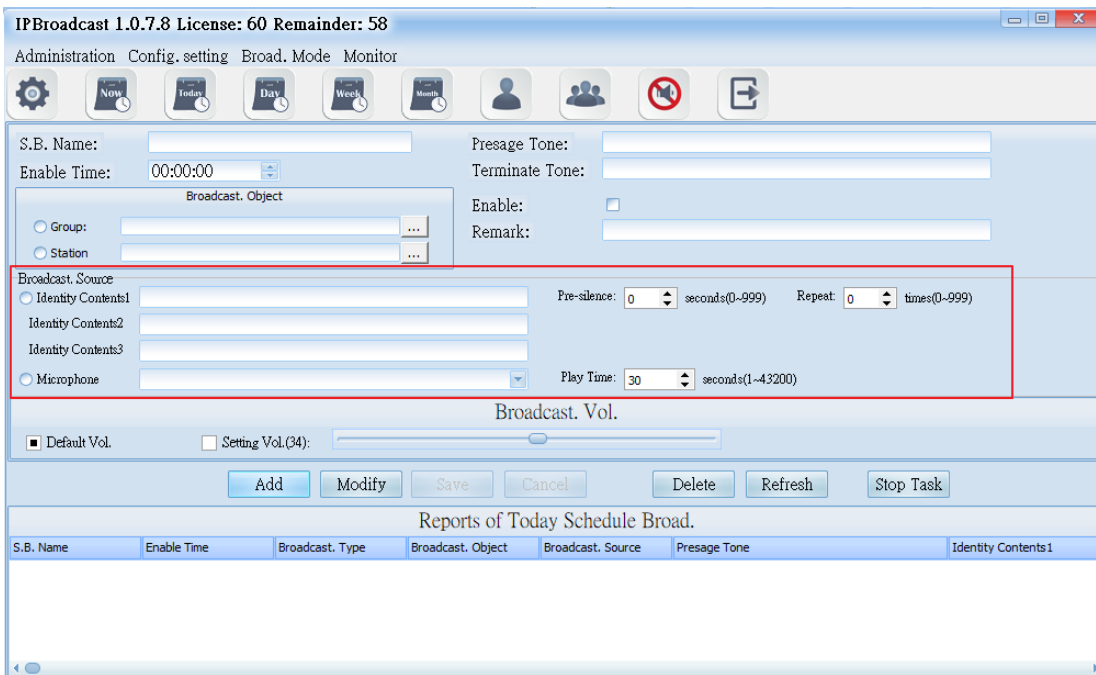 IPBroadcast 1.0.7.8 License: 60 Remainder: 58
Administration Config. setting Broad. Mode Monitor
Now Today Day Week Month
S.B. Name: Presage Tone:
Enable Time: 00:00:00 Terminate Tone:
Broadcast. Object
Enable:
Group: ...
Remark:
Station ...
Broadcast. Source
Identity Contents1 Pre-silence: 0 seconds(0~999) Repeat: 0 times(0~999)
Identity Contents2
Identity Contents3
Microphone Play Time: 30 seconds(1~43200)
Broadcast. Vol.
Default Vol. Setting Vol.(34):
Add Modify Save Cancel Delete Refresh Stop Task
Reports of Today Schedule Broad.
S.B. Name Enable Time Broadcast. Type Broadcast. Object Broadcast. Source Presage Tone Identity Contents1